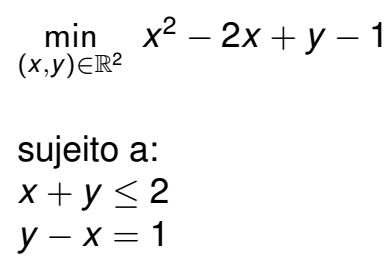 min x² − 2x + y − 1
(x,y)∈ℝ²
sujeito a:
x + y ≤ 2
y − x = 1